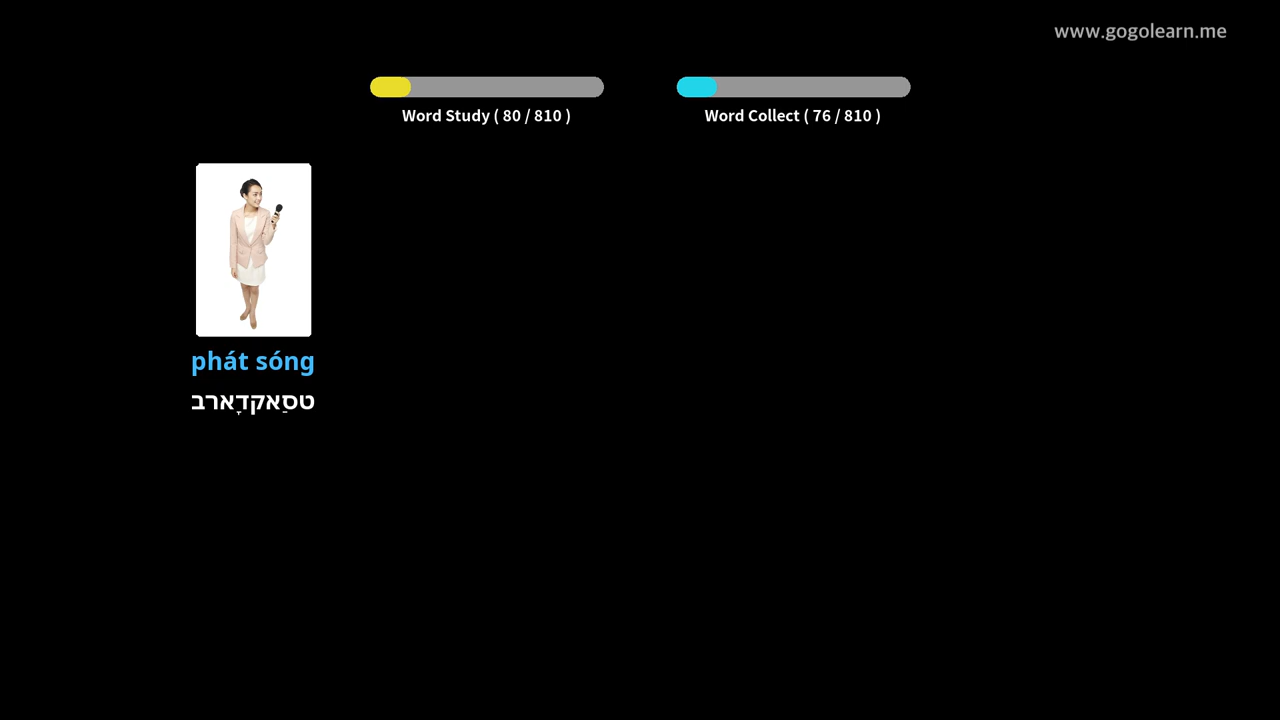 www.gogolearn.me
Word Study ( 80 / 810 )
Word Collect ( 76 / 810 )
phát sóng
טסַאקדָארב